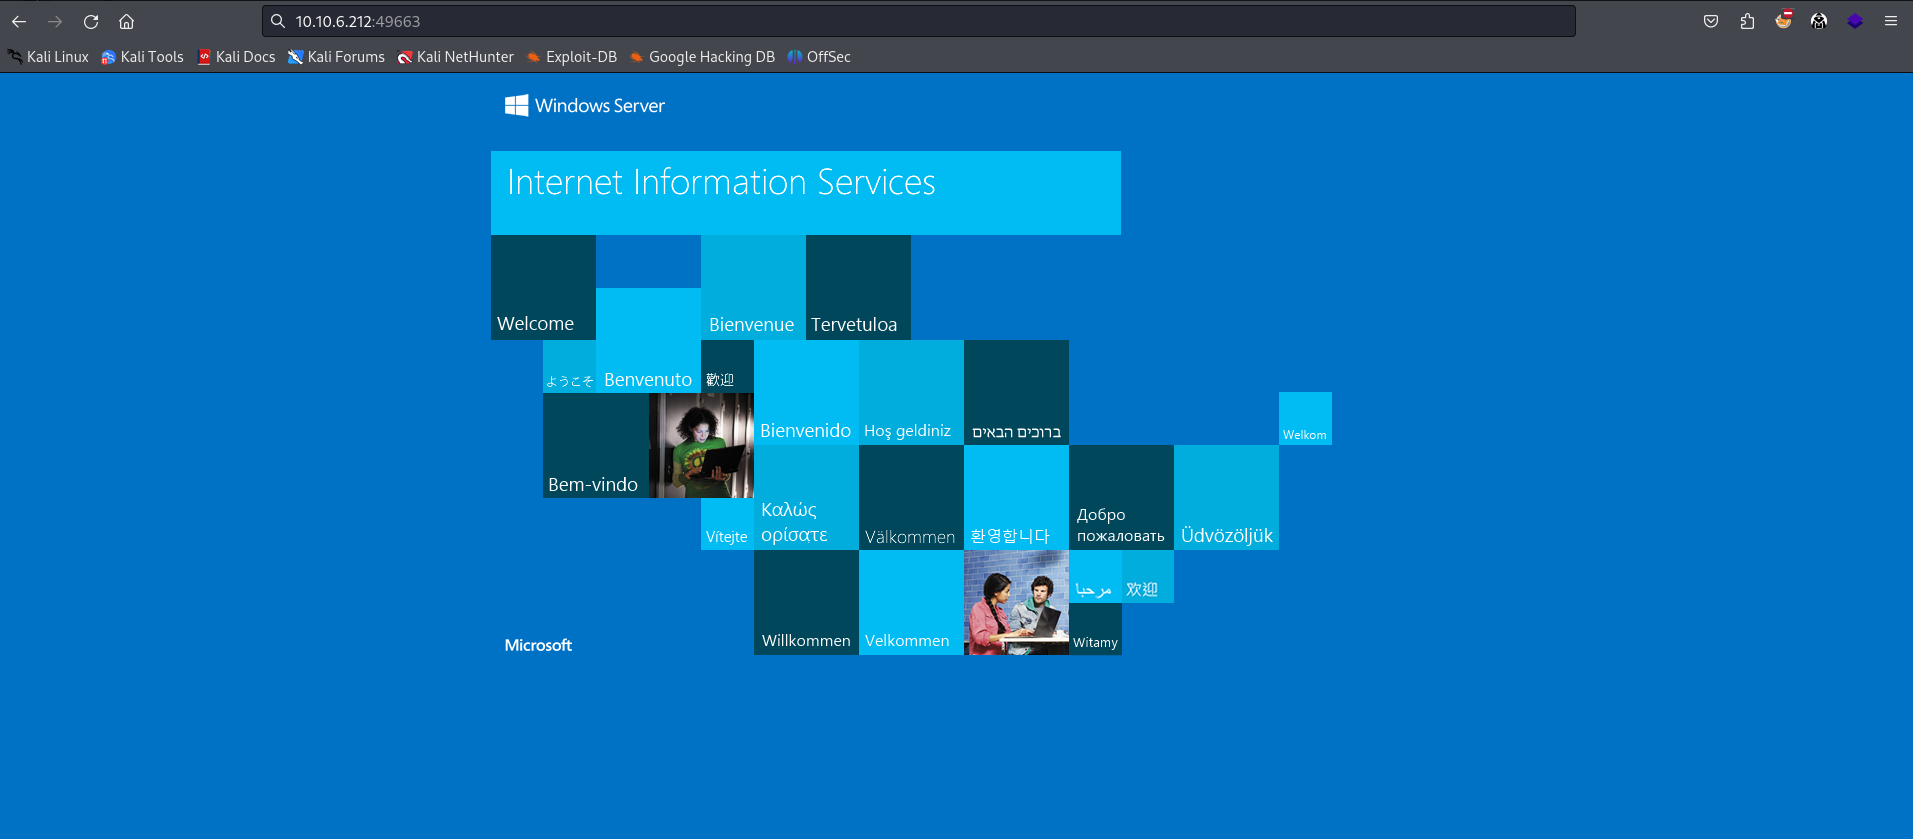 10.10.6.212:49663
Kali Linux Kali Tools Kali Docs Kali Forums Kali NetHunter Exploit-DB Google Hacking DB OffSec
Windows Server
Internet Information Services
Welcome
Bienvenue
Tervetuloa
ようこそ
Benvenuto
歡迎
Bienvenido
Hoş geldiniz
ברוכים הבאים
Welkom
Bem-vindo
Vítejte
Καλώς
ορίσατε
Välkommen
환영합니다
Добро
пожаловать
Üdvözöljük
مرحبا
欢迎
Microsoft
Willkommen
Velkommen
Witamy